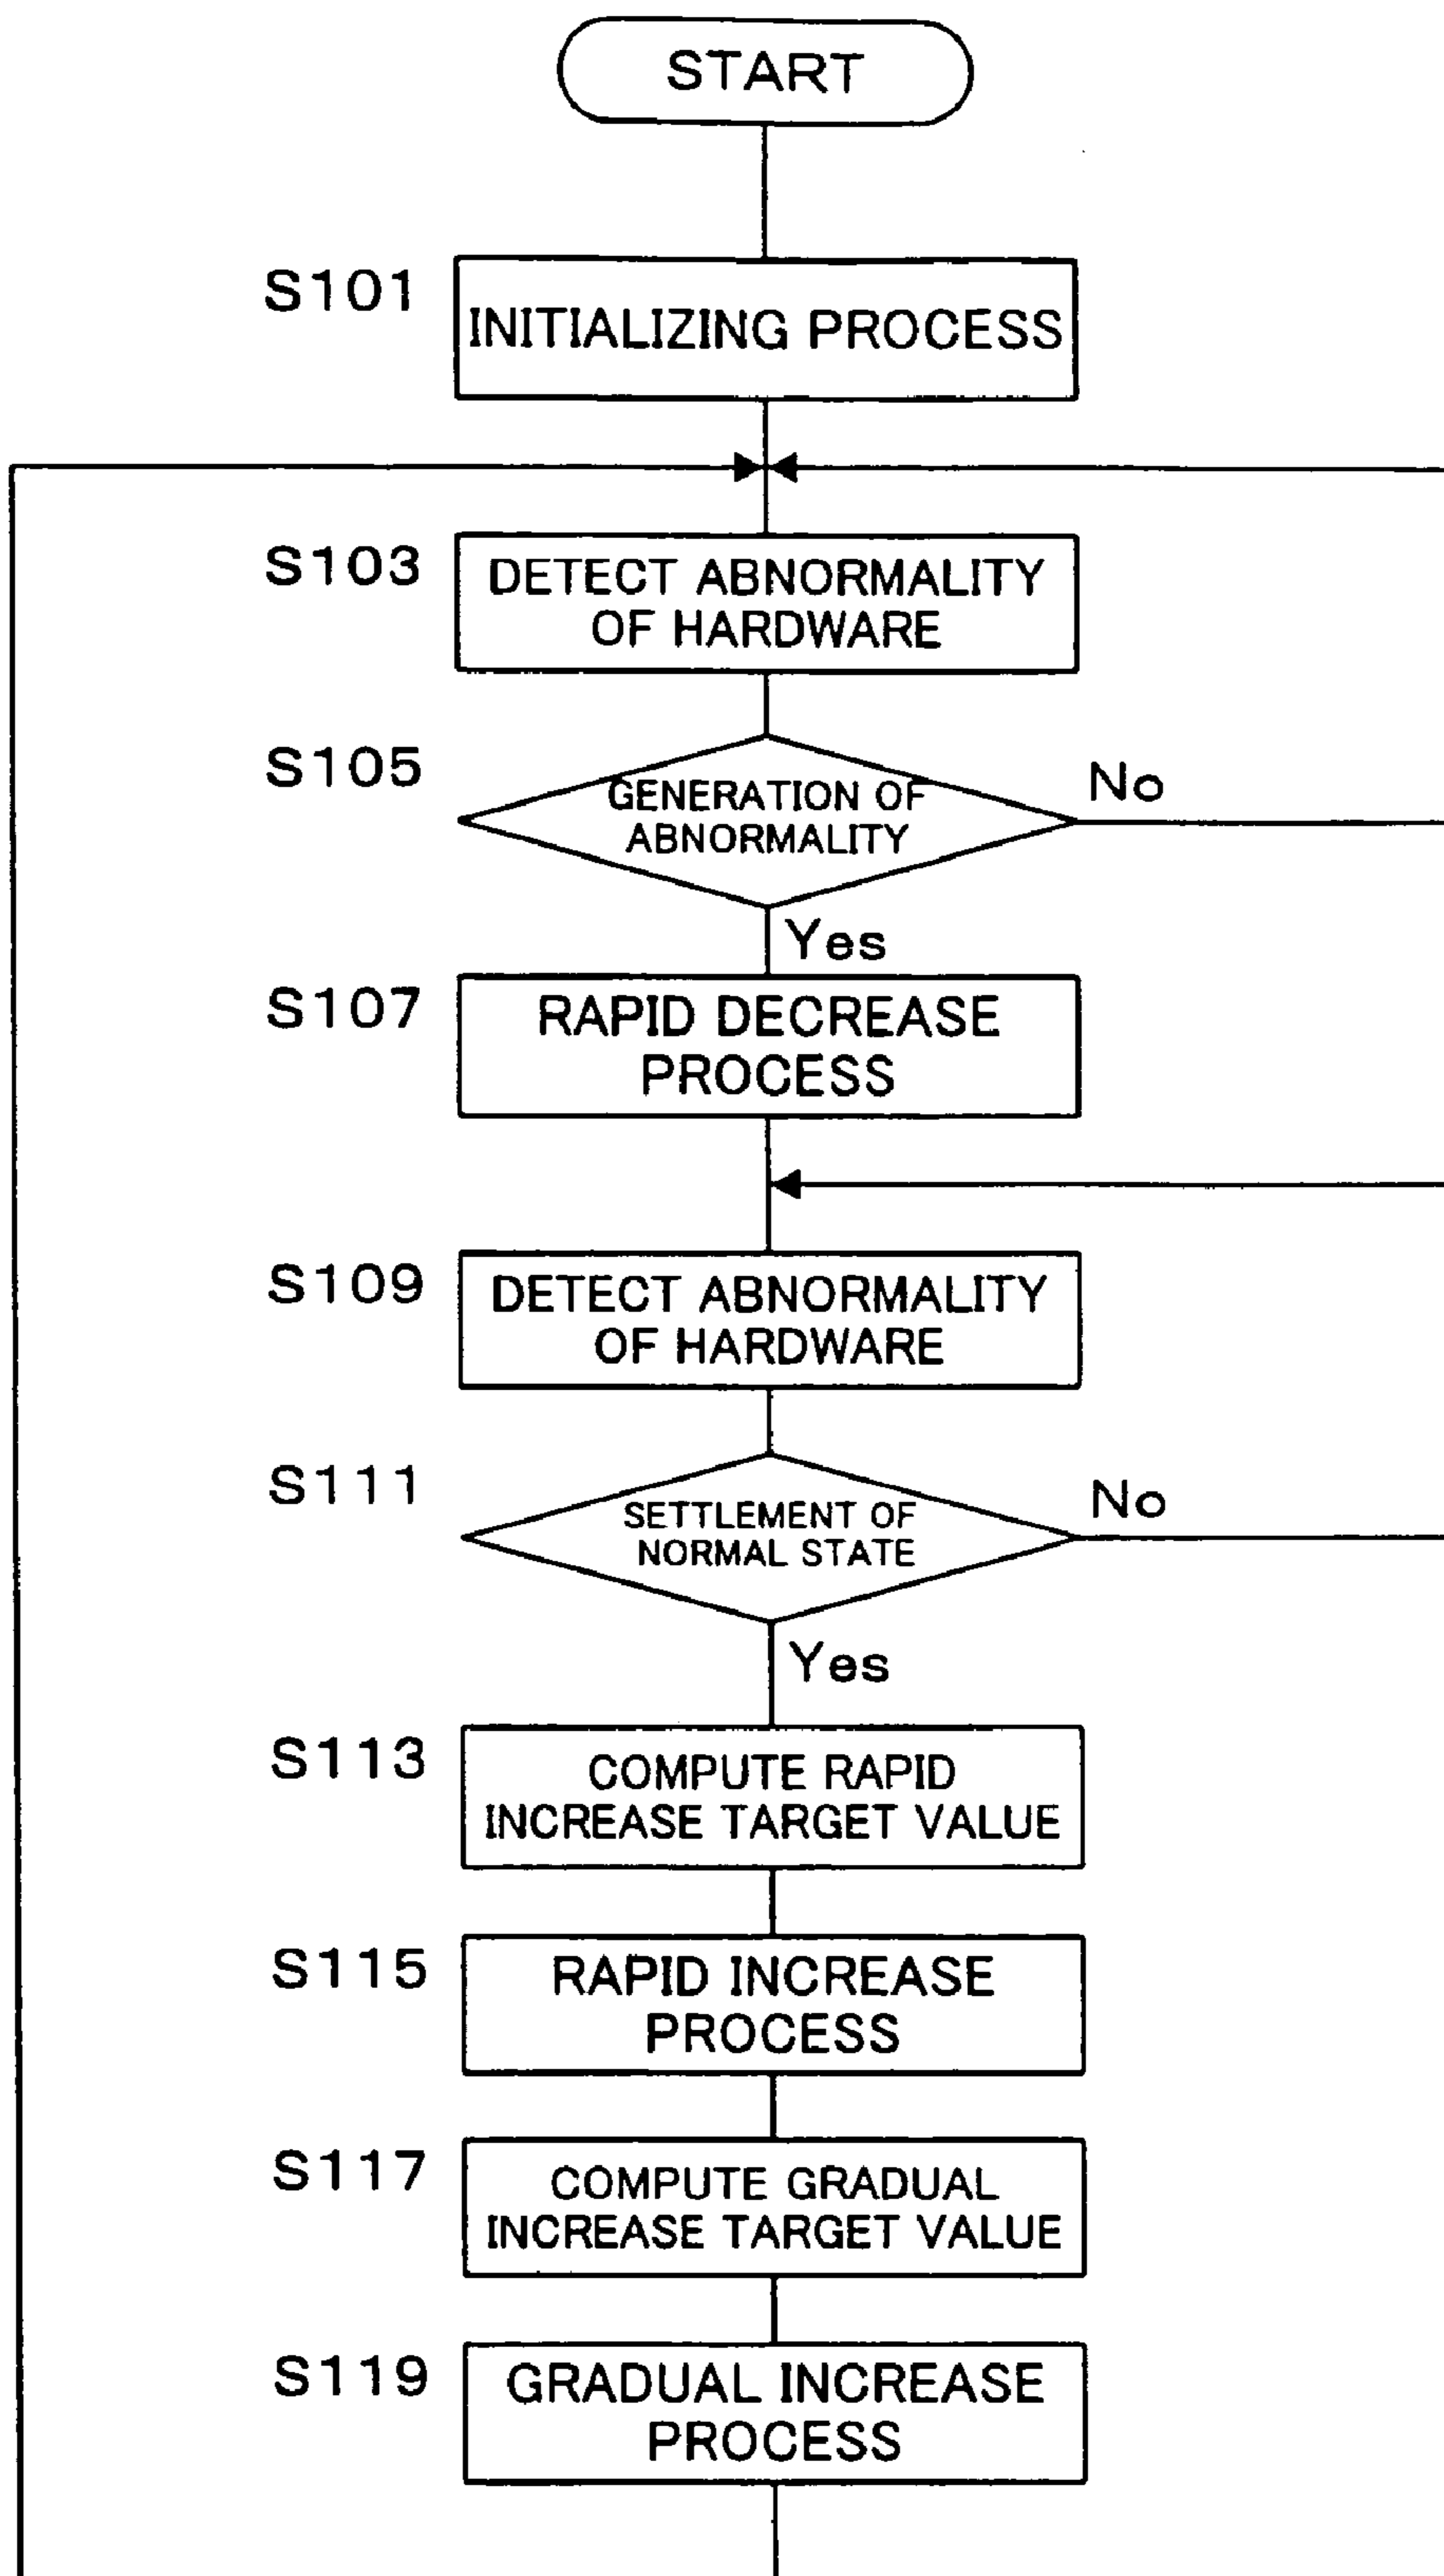 START
S101
INITIALIZING PROCESS
S103
DETECT ABNORMALITY
OF HARDWARE
S105
GENERATION OF
ABNORMALITY
No
Yes
S107
RAPID DECREASE
PROCESS
S109
DETECT ABNORMALITY
OF HARDWARE
S111
SETTLEMENT OF
NORMAL STATE
No
Yes
S113
COMPUTE RAPID
INCREASE TARGET VALUE
S115
RAPID INCREASE
PROCESS
S117
COMPUTE GRADUAL
INCREASE TARGET VALUE
S119
GRADUAL INCREASE
PROCESS